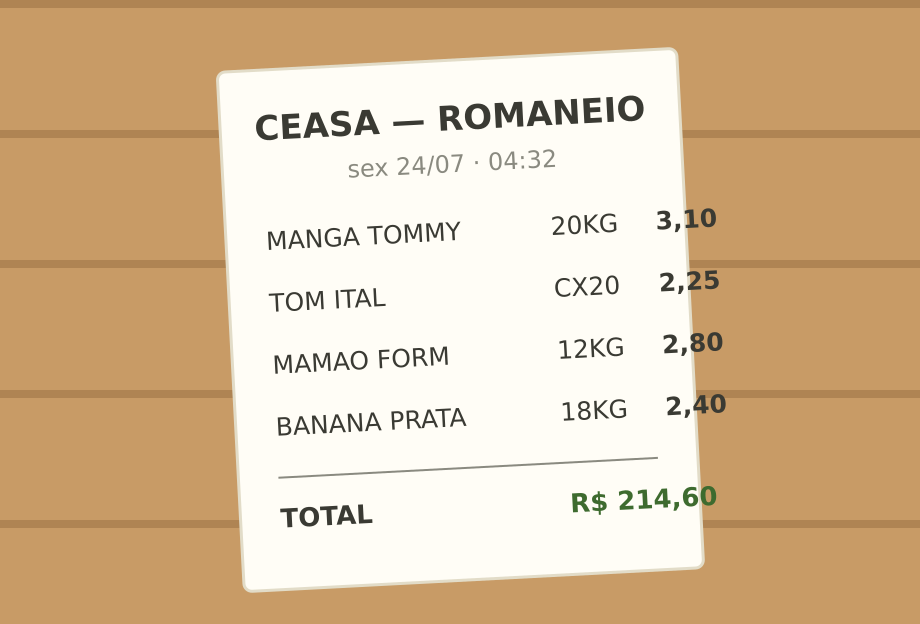 CEASA — ROMANEIO
sex 24/07 · 04:32
MANGA TOMMY 20KG 3,10
TOM ITAL CX20 2,25
MAMAO FORM 12KG 2,80
BANANA PRATA 18KG 2,40
TOTAL R$ 214,60